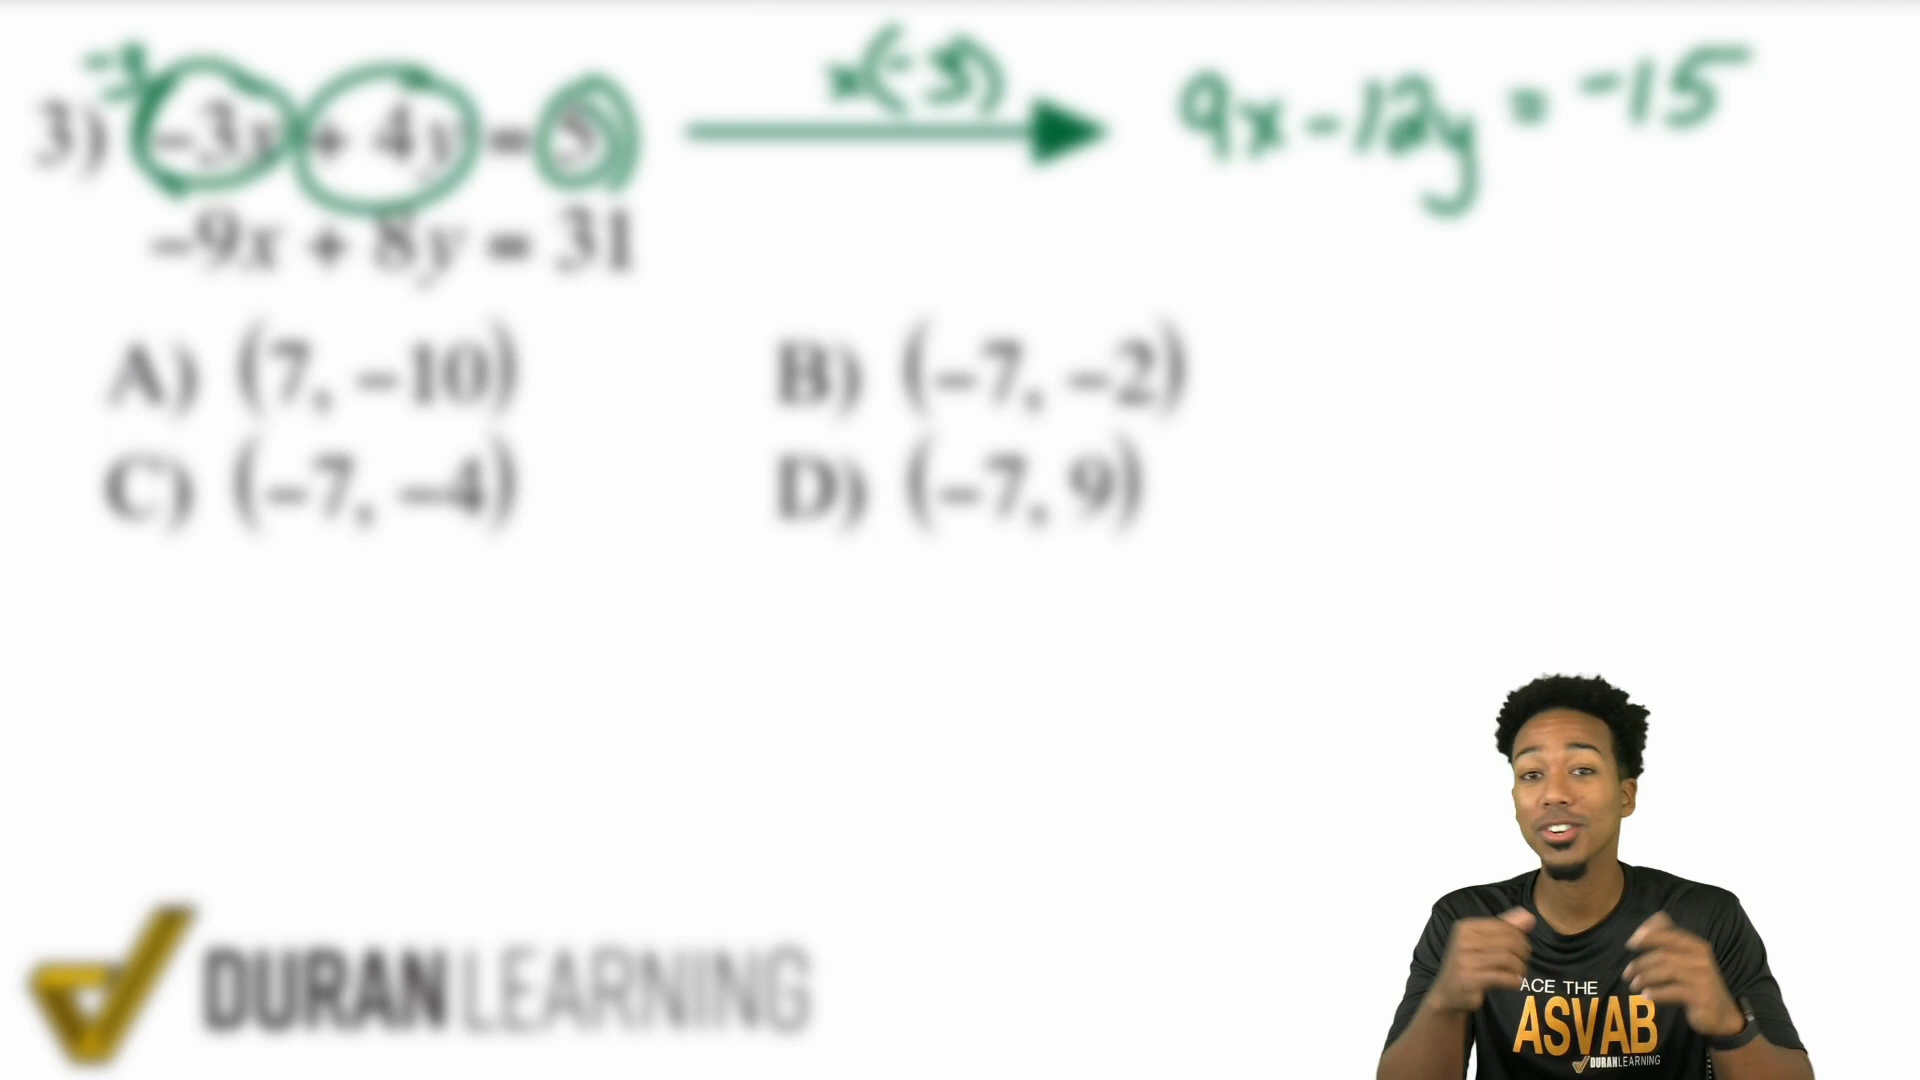 -3
x(-3)
9x - 12y = -15
3) -3x + 4y = 5
-9x + 8y = 31
A) (7, -10)
B) (-7, -2)
C) (-7, -4)
D) (-7, 9)
DURAN LEARNING
ACE THE
ASVAB
DURAN LEARNING